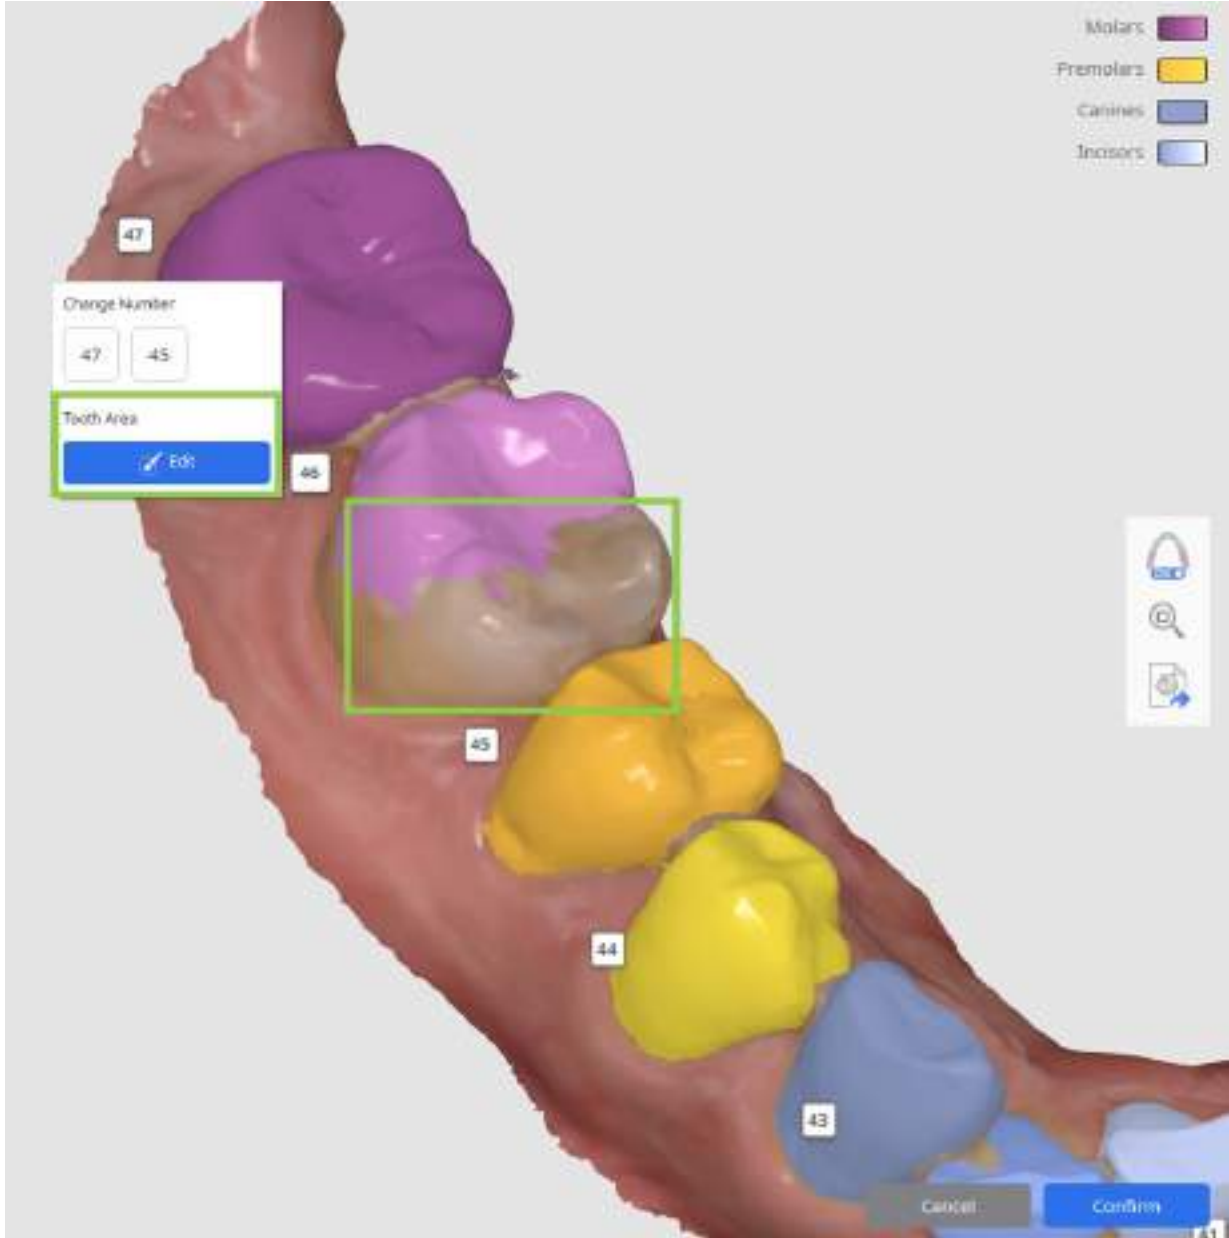 Molars
Premolars
Canines
Incisors
47
Change Number
47 45
Tooth Area
Edit
46
45
44
43
Cancel Confirm